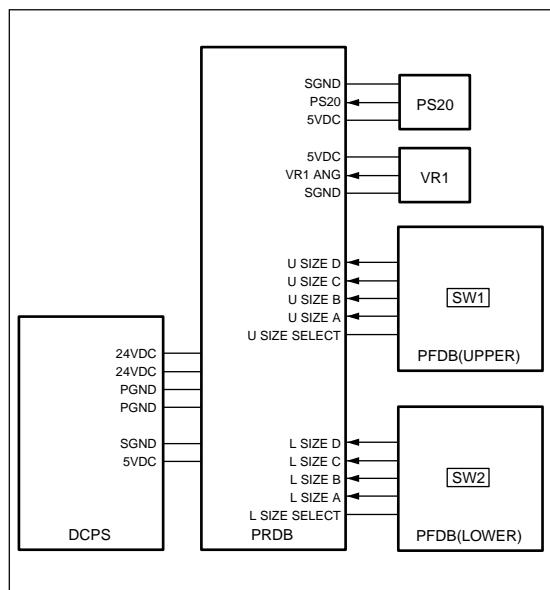 SGND
PS20
5VDC
PS20
5VDC
VR1 ANG
SGND
VR1
U SIZE D
U SIZE C
U SIZE B
U SIZE A
U SIZE SELECT
SW1
PFDB(UPPER)
24VDC
24VDC
PGND
PGND
SGND
5VDC
DCPS
L SIZE D
L SIZE C
L SIZE B
L SIZE A
L SIZE SELECT
PRDB
SW2
PFDB(LOWER)